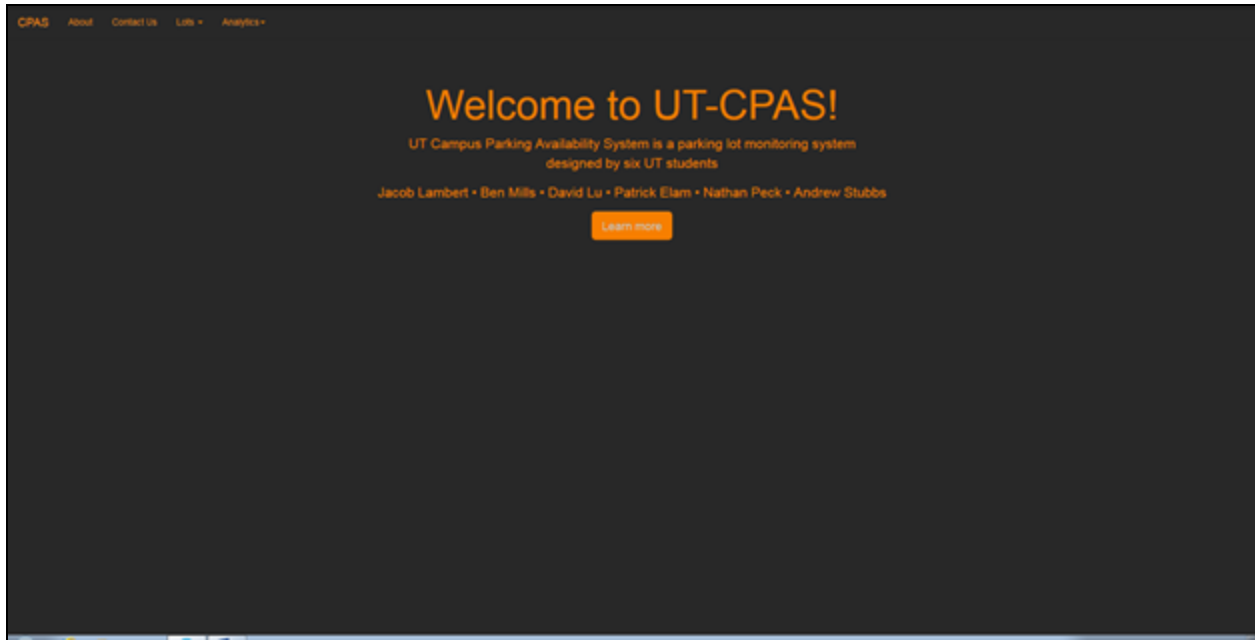 CPAS About Contact Us Lots Analytics
Welcome to UT-CPAS!
UT Campus Parking Availability System is a parking lot monitoring system
designed by six UT students
Jacob Lambert • Ben Mills • David Lu • Patrick Elam • Nathan Peck • Andrew Stubbs
Learn more